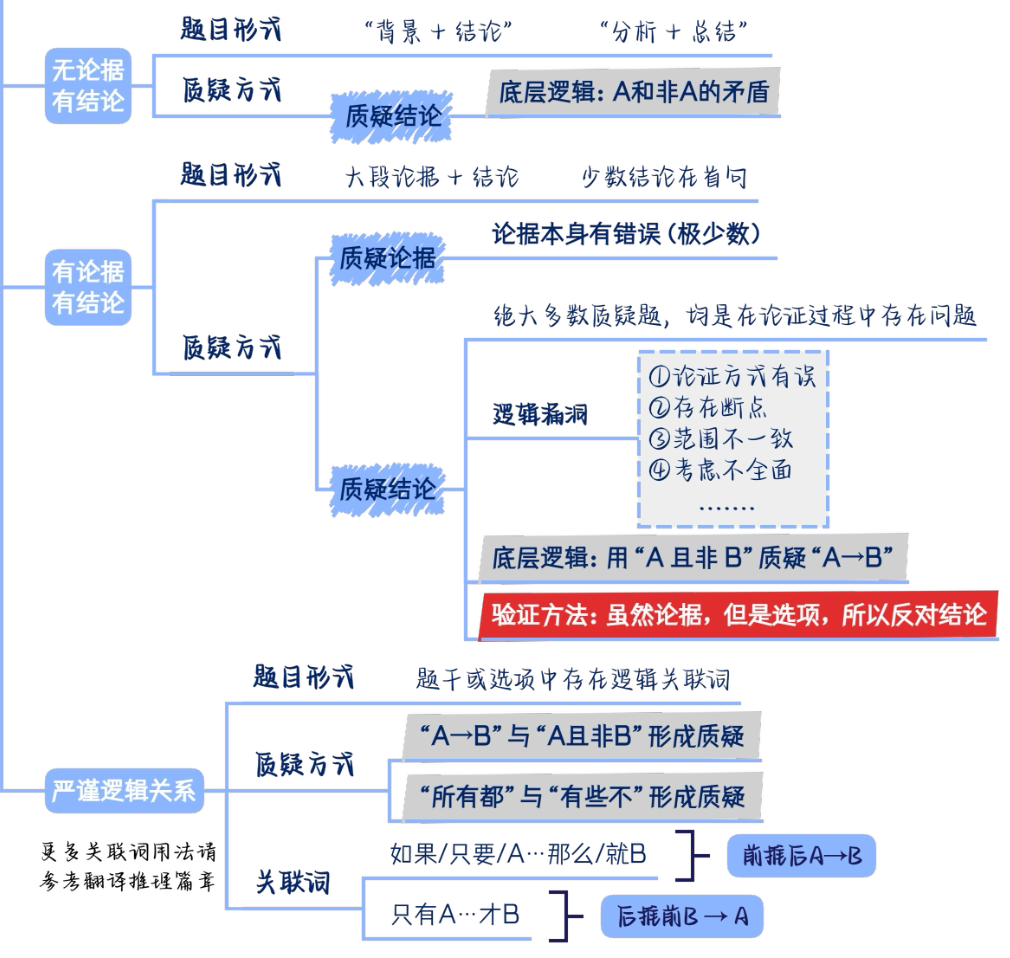 题目形式
“背景 + 结论”
“分析 + 总结”
无论据
有结论
质疑方式
质疑结论
底层逻辑：A和非A的矛盾
题目形式
大段论据 + 结论
少数结论在首句
有论据
有结论
质疑方式
质疑论据
论据本身有错误（极少数）
质疑结论
绝大多数质疑题，均是在论证过程中存在问题
逻辑漏洞
①论证方式有误
②存在断点
③范围不一致
④考虑不全面
.......
底层逻辑：用“A 且非 B”质疑“A→B”
验证方法：虽然论据，但是选项，所以反对结论
严谨逻辑关系
更多关联词用法请
参考翻译推理篇章
题目形式
题干或选项中存在逻辑关联词
质疑方式
“A→B”与“A且非B”形成质疑
“所有都”与“有些不”形成质疑
关联词
如果/只要/A…那么/就B
前推后A→B
只有A…才B
后推前B → A